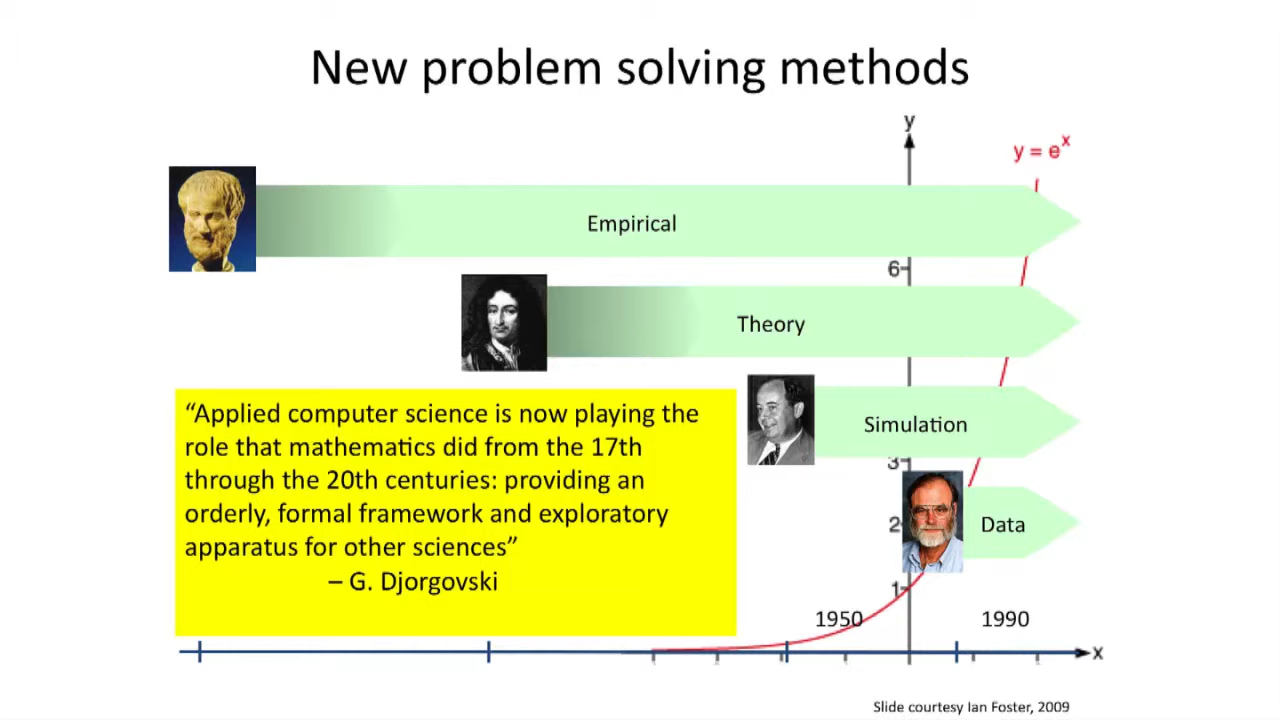 New problem solving methods
y
y = e^x
Empirical
6
Theory
Simulation
3
“Applied computer science is now playing the
role that mathematics did from the 17th
through the 20th centuries: providing an
orderly, formal framework and exploratory
apparatus for other sciences”
– G. Djorgovski
2
Data
1
1950
1990
x
Slide courtesy Ian Foster, 2009